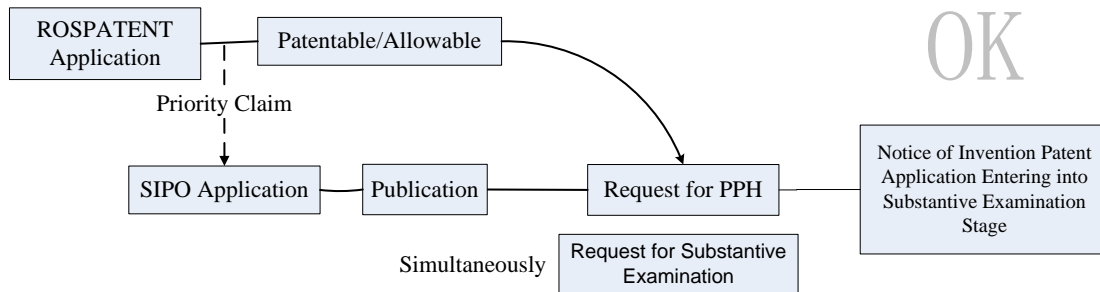 ROSPATENT
Application
Patentable/Allowable
OK
Priority Claim
SIPO Application
Publication
Request for PPH
Notice of Invention Patent
Application Entering into
Substantive Examination
Stage
Simultaneously
Request for Substantive
Examination